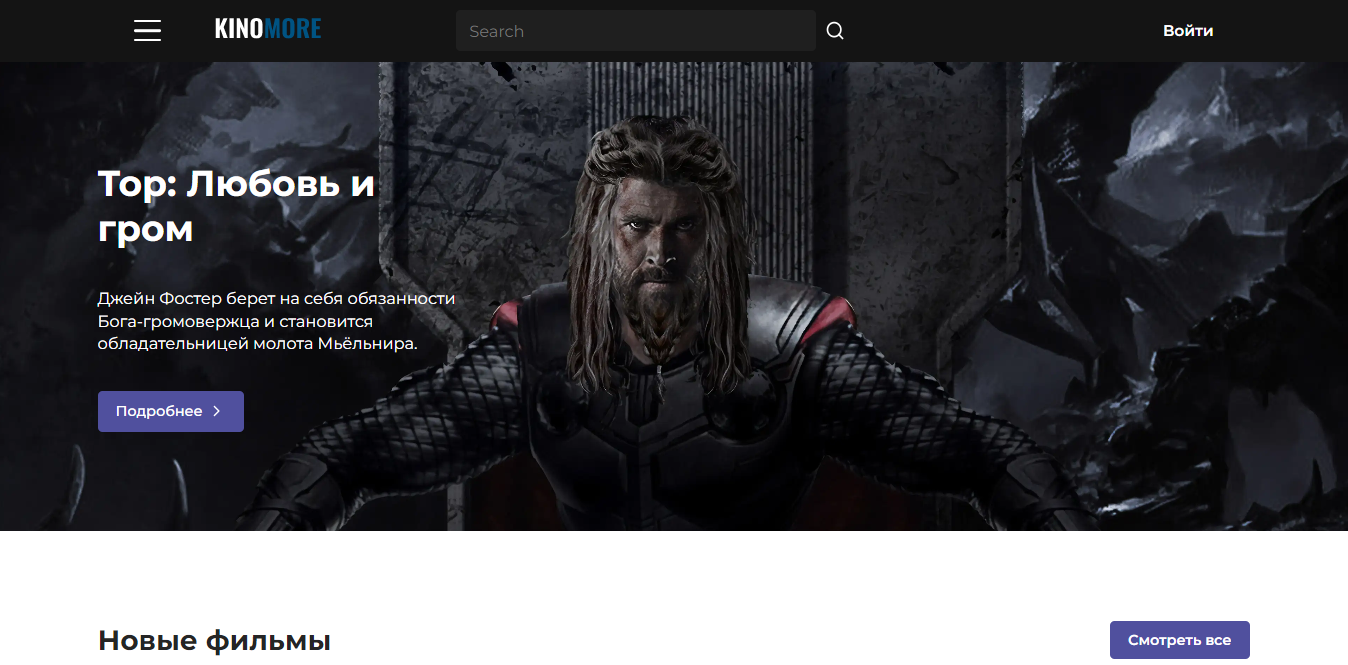 KINOMORE
Search
Войти
Тор: Любовь и
гром
Джейн Фостер берет на себя обязанности
Бога-громовержца и становится
обладательницей молота Мьёльнира.
Подробнее
Новые фильмы
Смотреть все